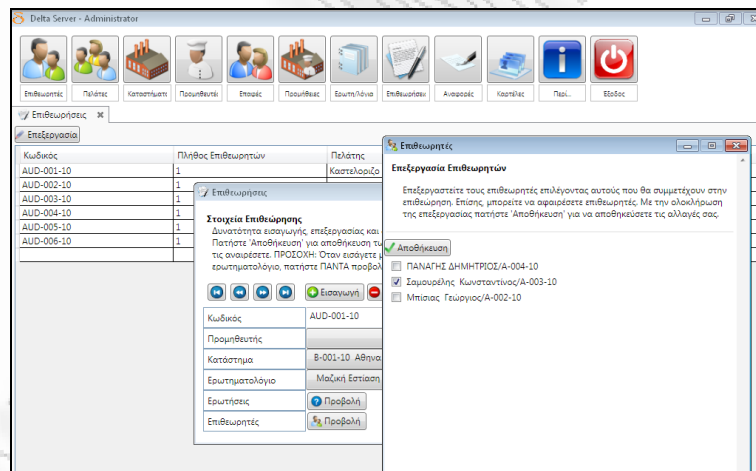 Delta Server - Administrator
Επιθεωρητές Πελάτες Καταστήματα Προμηθευτέ Επαφές Προμήθειες Ερωτη/λόγια Επιθεωρήσεις Αναφορές Καρτέλες Περί... Έξοδος
Επιθεωρήσεις
Επεξεργασία
Κωδικός Πλήθος Επιθεωρητών Πελάτης
AUD-001-10 1 Καστελοριζο
AUD-002-10 1
AUD-003-10 1
AUD-004-10 1
AUD-005-10 1
AUD-006-10 1
Επιθεωρήσεις
Στοιχεία Επιθεώρησης
Δυνατότητα εισαγωγής, επεξεργασίας και
Πατήστε 'Αποθήκευση' για αποθήκευση τω
τις αναιρέσετε. ΠΡΟΣΟΧΗ: Όταν εισάγετε
ερωτηματολόγιο, πατήστε ΠΑΝΤΑ προβολ
Εισαγωγή
Κωδικός AUD-001-10
Προμηθευτής
Κατάστημα B-001-10 Αθηνα
Ερωτηματολόγιο Μαζική Εστίαση
Ερωτήσεις Προβολή
Επιθεωρητές Προβολή
Επιθεωρητές
Επεξεργασία Επιθεωρητών
Επεξεργαστείτε τους επιθεωρητές επιλέγοντας αυτούς που θα συμμετέχουν στην
επιθεώρηση. Επίσης, μπορείτε να αφαιρέσετε επιθεωρητές. Με την ολοκλήρωση
της επεξεργασίας πατήστε 'Αποθήκευση' για να αποθηκεύσετε τις αλλαγές σας.
Αποθήκευση
ΠΑΝΑΓΗΣ ΔΗΜΗΤΡΙΟΣ/A-004-10
Σαμουρέλης Κωνσταντίνος/A-003-10
Μπίσιας Γεώργιος/A-002-10